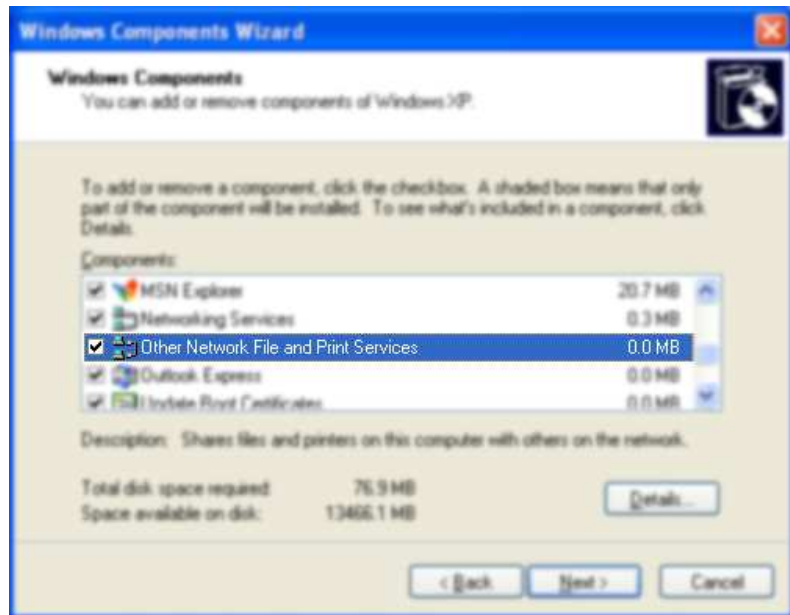 Windows Components Wizard
Windows Components
You can add or remove components of Windows XP.
To add or remove a component, click the checkbox. A shaded box means that only
part of the component will be installed. To see what's included in a component, click
Details.
Components:
MSN Explorer 20.7 MB
Networking Services 0.3 MB
Other Network File and Print Services 0.0 MB
Outlook Express 0.0 MB
Update Root Certificates 0.0 MB
Description: Shares files and printers on this computer with others on the network.
Total disk space required: 76.9 MB
Space available on disk: 13466.1 MB
Details...
< Back Next > Cancel